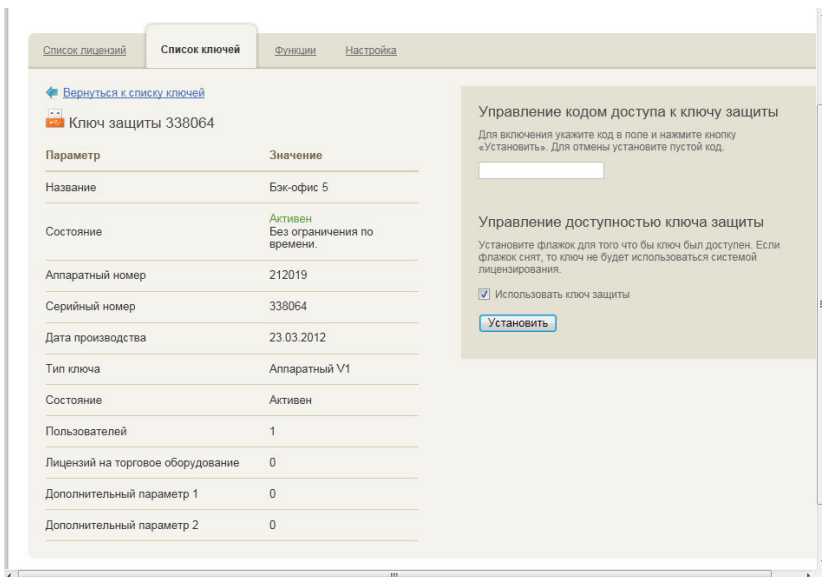 Список лицензий Список ключей Функции Настройка
Вернуться к списку ключей
Ключ защиты 338064
Параметр Значение
Название Бэк-офис 5
Состояние Активен
Без ограничения по
времени.
Аппаратный номер 212019
Серийный номер 338064
Дата производства 23.03.2012
Тип ключа Аппаратный V1
Состояние Активен
Пользователей 1
Лицензий на торговое оборудование 0
Дополнительный параметр 1 0
Дополнительный параметр 2 0
Управление кодом доступа к ключу защиты
Для включения укажите код в поле и нажмите кнопку
«Установить». Для отмены установите пустой код.
Управление доступностью ключа защиты
Установите флажок для того что бы ключ был доступен. Если
флажок снят, то ключ не будет использоваться системой
лицензирования.
Использовать ключ защиты
Установить